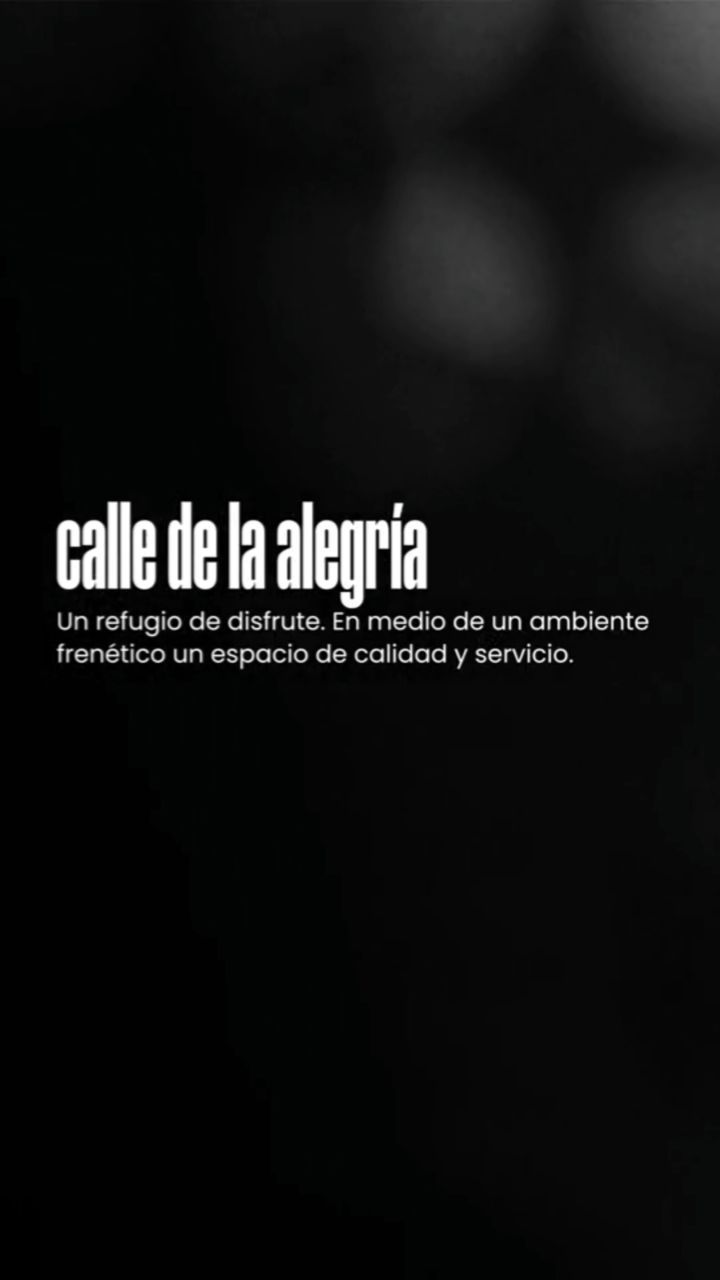 calle de la alegría
Un refugio de disfrute. En medio de un ambiente
frenético un espacio de calidad y servicio.